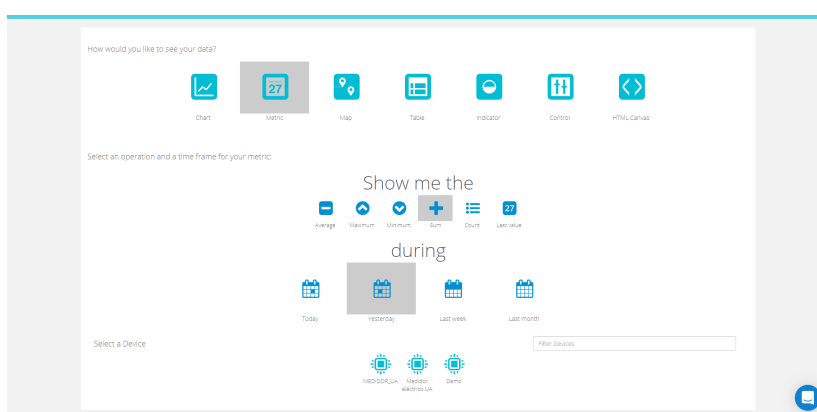 How would you like to see your data?
27
Chart Metric Map Table Indicator Control HTML Canvas
Select an operation and a time frame for your metric:
Show me the
27
Average Maximum Minimum Sum Count Last value
during
Today Yesterday Last week Last month
Select a Device Filter Devices
MEDIDOR_UA Medidor Demo
eléctrico UA